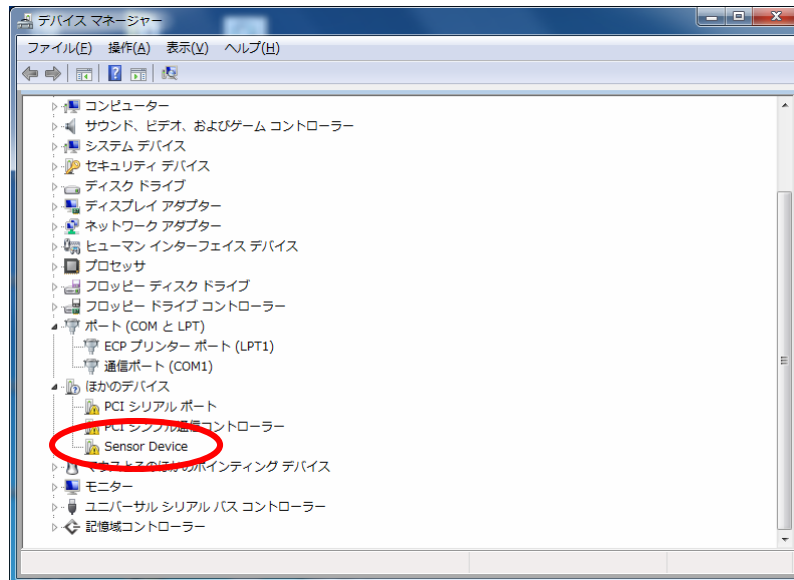 デバイス マネージャー
ファイル(F) 操作(A) 表示(V) ヘルプ(H)
コンピューター
サウンド、ビデオ、およびゲーム コントローラー
システム デバイス
セキュリティ デバイス
ディスク ドライブ
ディスプレイ アダプター
ネットワーク アダプター
ヒューマン インターフェイス デバイス
プロセッサ
フロッピー ディスク ドライブ
フロッピー ドライブ コントローラー
ポート (COM と LPT)
ECP プリンター ポート (LPT1)
通信ポート (COM1)
ほかのデバイス
PCI シリアル ポート
PCI シンプル通信コントローラー
Sensor Device
マウスとそのほかのポインティング デバイス
モニター
ユニバーサル シリアル バス コントローラー
記憶域コントローラー